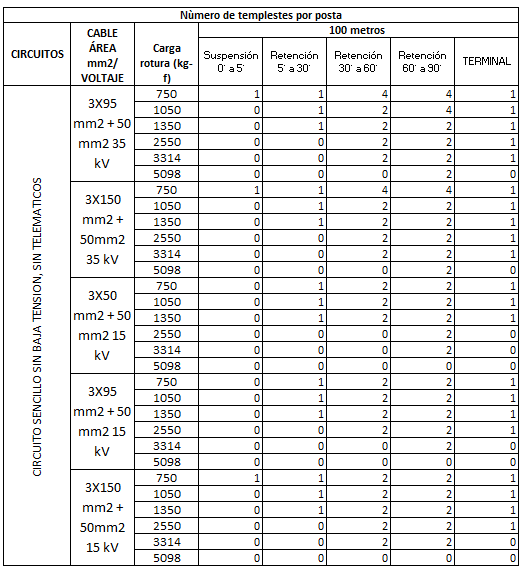 Nùmero de templestes por posta
CIRCUITOS
CABLE ÁREA mm2/ VOLTAJE
Carga rotura (kg-f)
100 metros
Suspensión 0´ a 5´
Retención 5´ a 30´
Retención 30´ a 60´
Retención 60´ a 90´
TERMINAL
CIRCUITO SENCILLO SIN BAJA TENSION, SIN TELEMATICOS
3X95 mm2 + 50 mm2 35 kV
750 1 1 4 4 1
1050 0 1 2 4 1
1350 0 1 2 2 1
2550 0 0 2 2 1
3314 0 0 2 2 1
5098 0 0 0 2 0
3X150 mm2 + 50mm2 35 kV
750 1 1 4 4 1
1050 0 1 2 2 1
1350 0 1 2 2 1
2550 0 0 2 2 1
3314 0 0 2 2 1
5098 0 0 0 2 0
3X50 mm2 + 50 mm2 15 kV
750 0 1 2 2 1
1050 0 1 2 2 1
1350 0 1 2 2 1
2550 0 0 0 2 0
3314 0 0 0 2 0
5098 0 0 0 0 0
3X95 mm2 + 50 mm2 15 kV
750 0 1 2 2 1
1050 0 1 2 2 1
1350 0 1 2 2 1
2550 0 0 2 2 1
3314 0 0 0 2 0
5098 0 0 0 0 0
3X150 mm2 + 50mm2 15 kV
750 1 1 2 2 1
1050 0 1 2 2 1
1350 0 1 2 2 1
2550 0 0 2 2 1
3314 0 0 2 2 0
5098 0 0 0 0 0